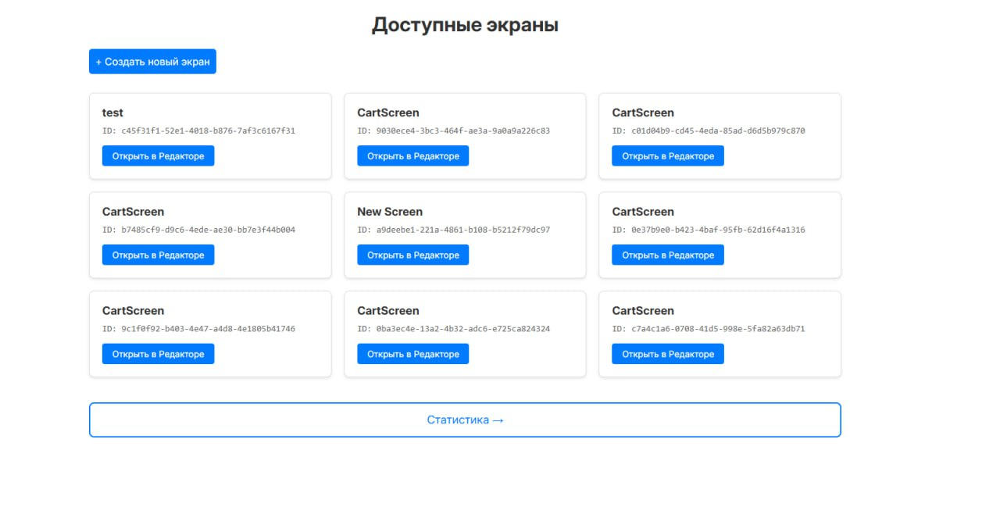 Доступные экраны
+ Создать новый экран
test
ID: c45f31f1-52e1-4018-b876-7af3c6167f31
Открыть в Редакторе
CartScreen
ID: 9030ece4-3bc3-464f-ae3a-9a0a9a226c83
Открыть в Редакторе
CartScreen
ID: c01d04b9-cd45-4eda-85ad-d6d5b979c870
Открыть в Редакторе
CartScreen
ID: b7485cf9-d9c6-4ede-ae30-bb7e3f44b004
Открыть в Редакторе
New Screen
ID: a9deebe1-221a-4861-b108-b5212f79dc97
Открыть в Редакторе
CartScreen
ID: 0e37b9e0-b423-4baf-95fb-62d16f4a1316
Открыть в Редакторе
CartScreen
ID: 9c1f0f92-b403-4e47-a4d8-4e1805b41746
Открыть в Редакторе
CartScreen
ID: 0ba3ec4e-13a2-4b32-adc6-e725ca824324
Открыть в Редакторе
CartScreen
ID: c7a4c1a6-0708-41d5-998e-5fa82a63db71
Открыть в Редакторе
Статистика →